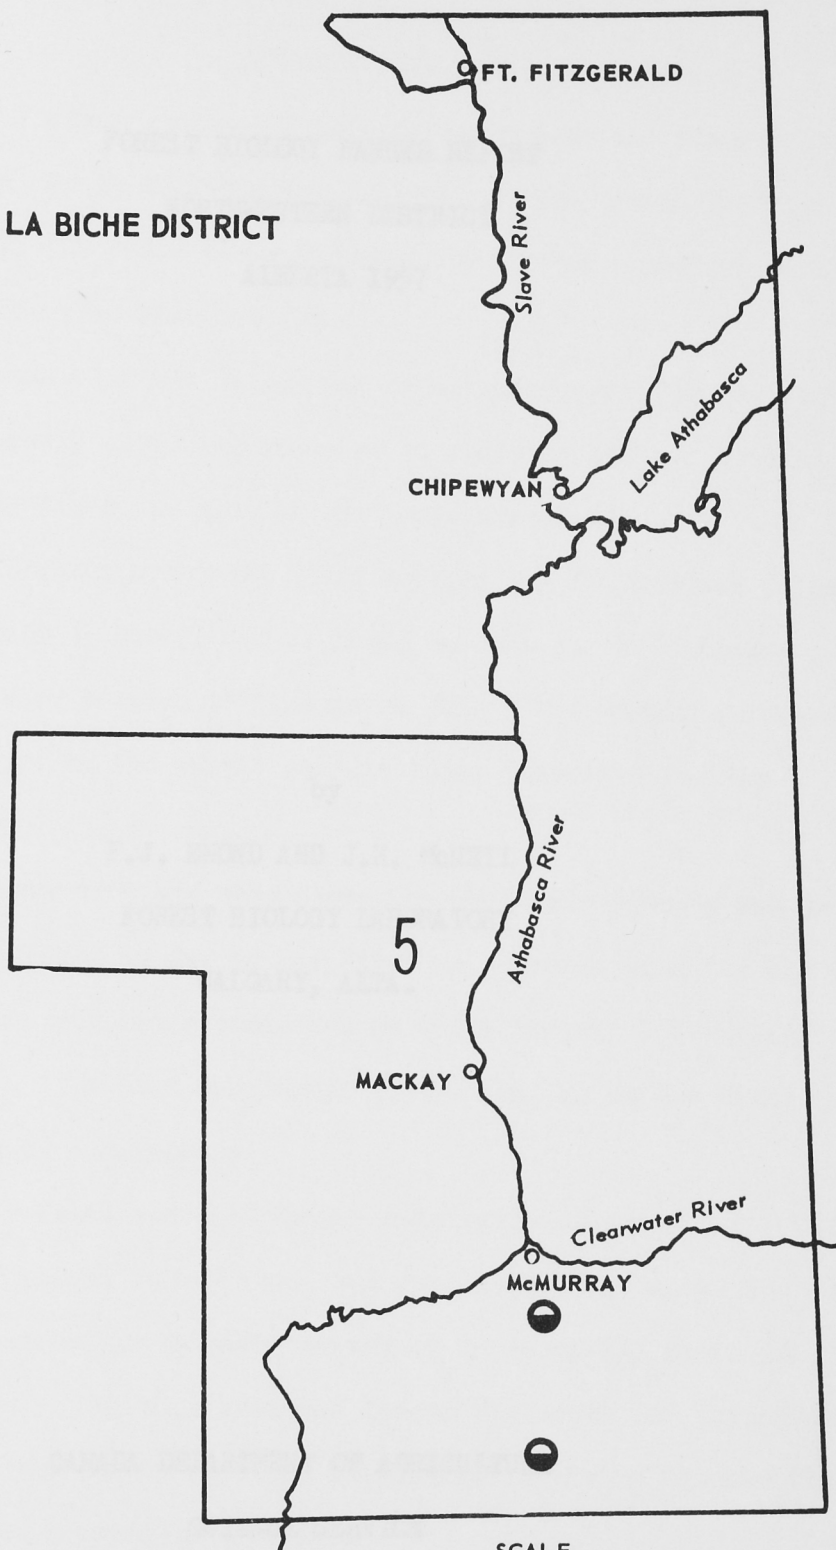 FT. FITZGERALD
LA BICHE DISTRICT
Slave River
Lake Athabasca
CHIPEWYAN
Athabasca River
5
MACKAY
Clearwater River
McMURRAY
SCALE